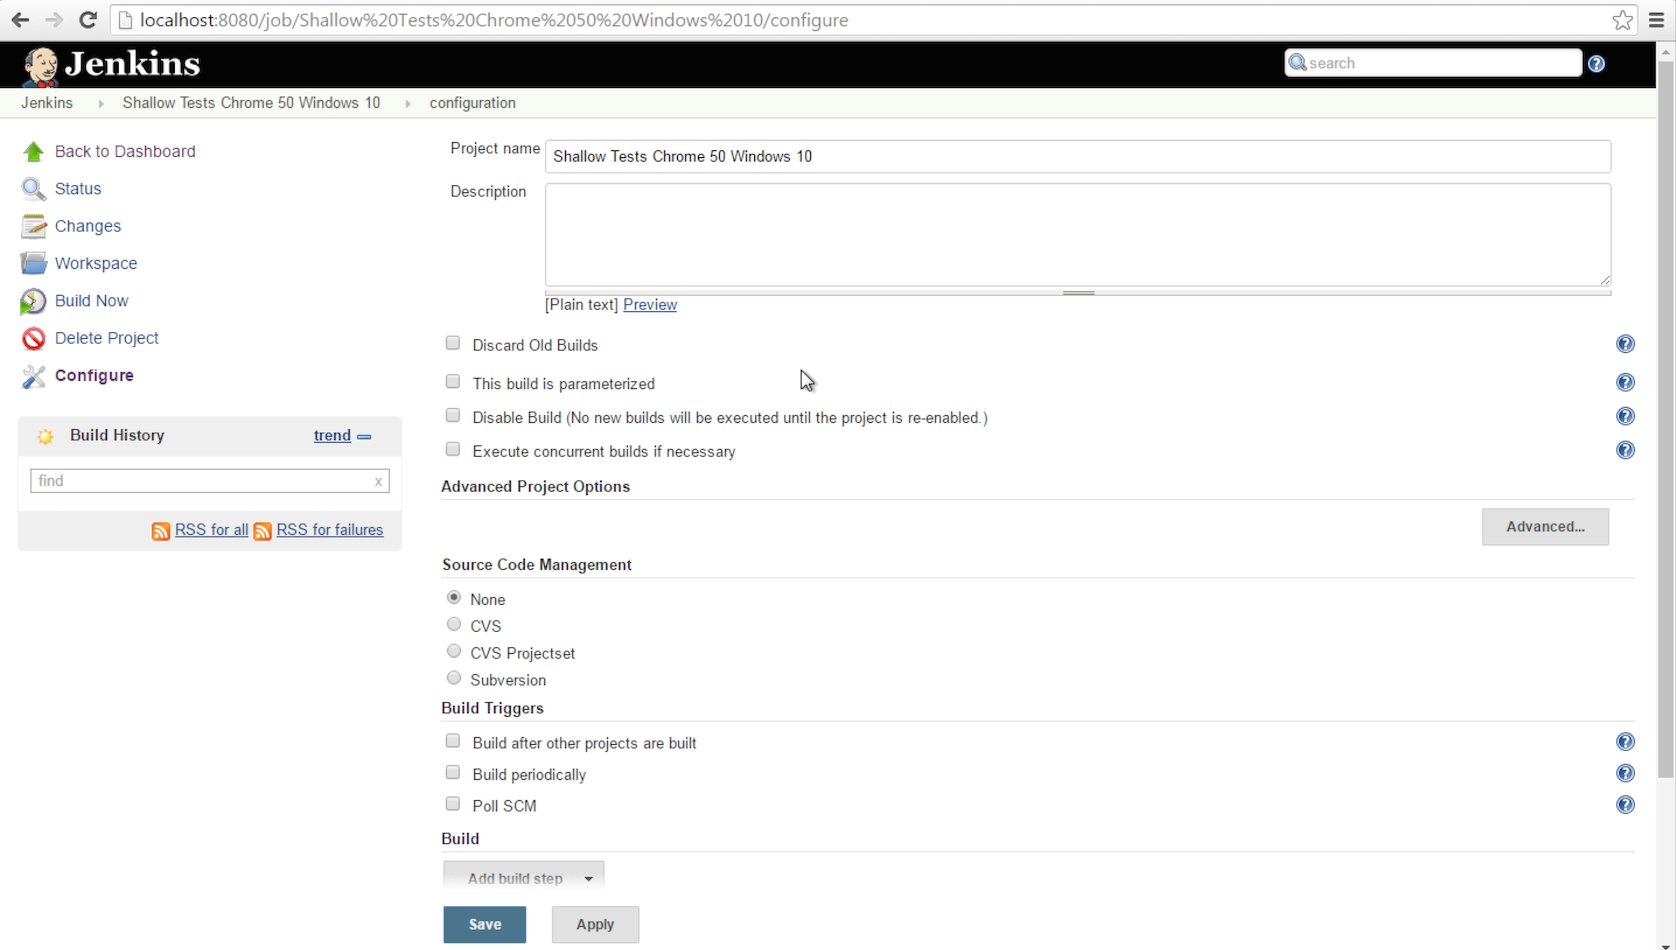 localhost:8080/job/Shallow%20Tests%20Chrome%2050%20Windows%2010/configure
Jenkins
search
Jenkins Shallow Tests Chrome 50 Windows 10 configuration
Back to Dashboard
Status
Changes
Workspace
Build Now
Delete Project
Configure
Build History trend
find x
RSS for all RSS for failures
Project name Shallow Tests Chrome 50 Windows 10
Description
[Plain text] Preview
Discard Old Builds
This build is parameterized
Disable Build (No new builds will be executed until the project is re-enabled.)
Execute concurrent builds if necessary
Advanced Project Options
Advanced...
Source Code Management
None
CVS
CVS Projectset
Subversion
Build Triggers
Build after other projects are built
Build periodically
Poll SCM
Build
Add build step
Save Apply